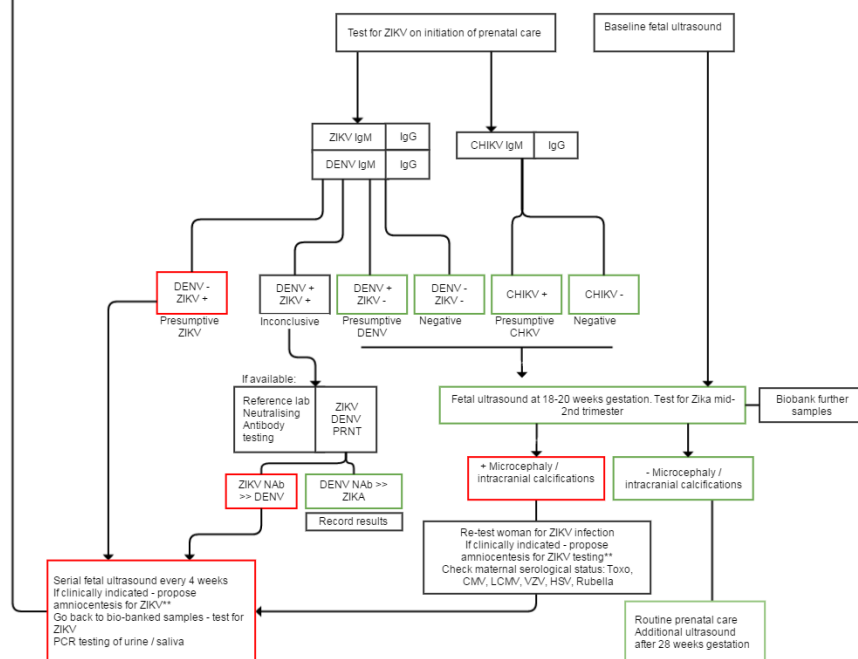 Test for ZIKV on initiation of prenatal care
Baseline fetal ultrasound
ZIKV IgM
IgG
DENV IgM
IgG
CHIKV IgM
IgG
DENV -
ZIKV +
Presumptive
ZIKV
DENV +
ZIKV +
Inconclusive
DENV +
ZIKV -
Presumptive
DENV
DENV -
ZIKV -
Negative
CHIKV +
Presumptive
CHKV
CHIKV -
Negative
If available:
Reference lab
Neutralising
Antibody
testing
ZIKV
DENV
PRNT
Fetal ultrasound at 18-20 weeks gestation. Test for Zika mid-
2nd trimester
Biobank further
samples
ZIKV NAb
>> DENV
DENV NAb >>
ZIKA
Record results
+ Microcephaly /
intracranial calcifications
- Microcephaly /
intracranial calcifications
Re-test woman for ZIKV infection
If clinically indicated - propose
amniocentesis for ZIKV testing**
Check maternal serological status: Toxo,
CMV, LCMV, VZV, HSV, Rubella
Serial fetal ultrasound every 4 weeks
If clinically indicated - propose
amniocentesis for ZIKV**
Go back to bio-banked samples - test for
ZIKV
PCR testing of urine / saliva
Routine prenatal care
Additional ultrasound
after 28 weeks gestation